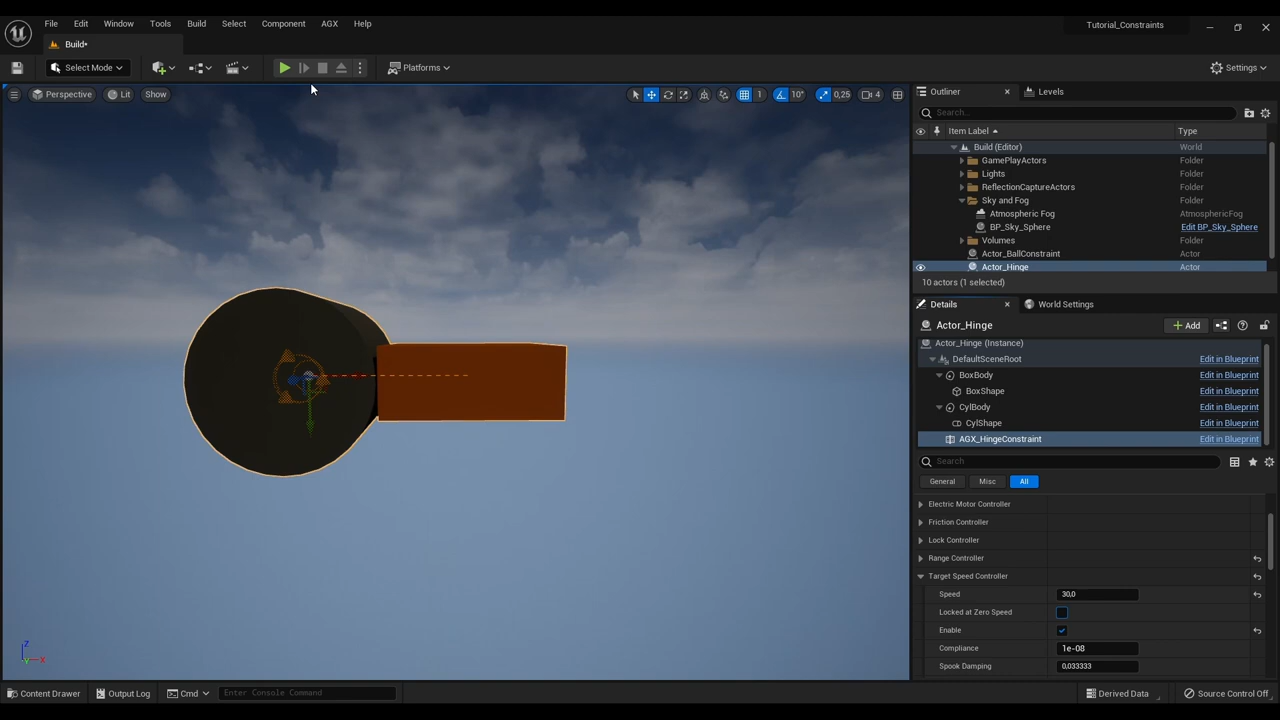 File Edit Window Tools Build Select Component AGX Help Tutorial_Constraints
Build•
Select Mode Platforms Settings
Perspective Lit Show 1 10° 0,25 4
Outliner Levels
Search...
Item Label Type
Build (Editor) World
GamePlayActors Folder
Lights Folder
ReflectionCaptureActors Folder
Sky and Fog Folder
Atmospheric Fog AtmosphericFog
BP_Sky_Sphere Edit BP_Sky_Sphere
Volumes Folder
Actor_BallConstraint Actor
Actor_Hinge Actor
10 actors (1 selected)
Details World Settings
Actor_Hinge Add
Actor_Hinge (Instance)
DefaultSceneRoot Edit in Blueprint
BoxBody Edit in Blueprint
BoxShape Edit in Blueprint
CylBody Edit in Blueprint
CylShape Edit in Blueprint
AGX_HingeConstraint Edit in Blueprint
Search
General Misc All
Electric Motor Controller
Friction Controller
Lock Controller
Range Controller
Target Speed Controller
Speed 30,0
Locked at Zero Speed
Enable
Compliance 1e-08
Spook Damping 0,033333
Z
Y X
Content Drawer Output Log Cmd Enter Console Command Derived Data Source Control Off